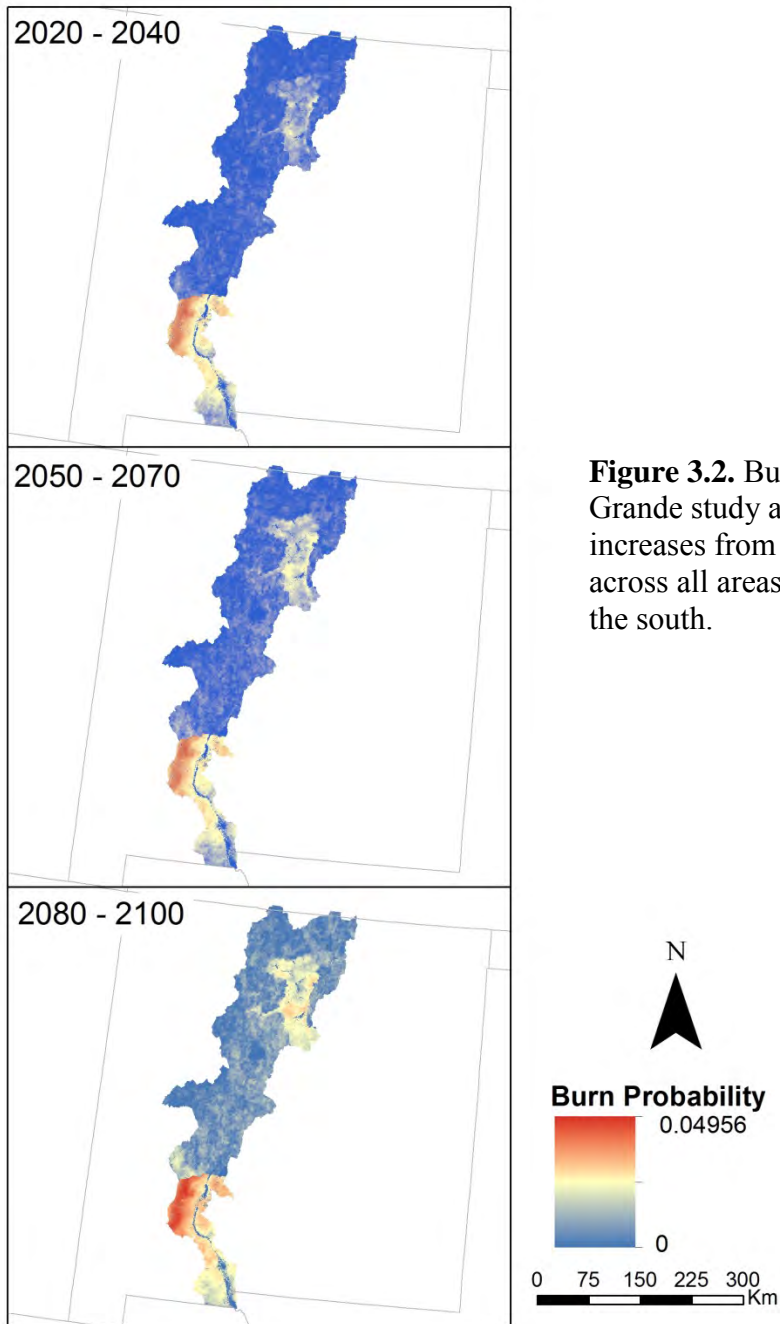 2020 - 2040
2050 - 2070
Figure 3.2. Bu
Grande study a
increases from
across all areas
the south.
2080 - 2100
N
Burn Probability
0.04956
0
0 75 150 225 300
Km